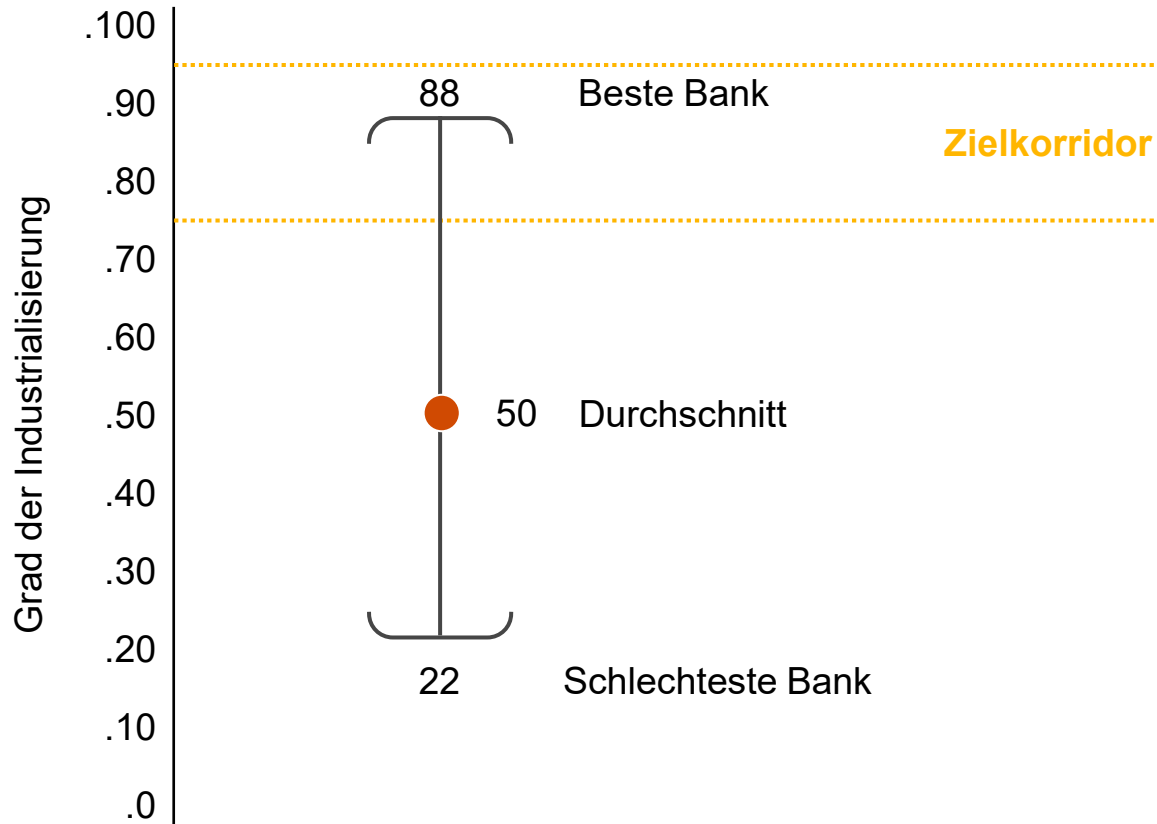 .100
88 Beste Bank
.90
Zielkorridor
.80
.70
.60
.50
50 Durchschnitt
.40
.30
.20
22 Schlechteste Bank
.10
.0
Grad der Industrialisierung